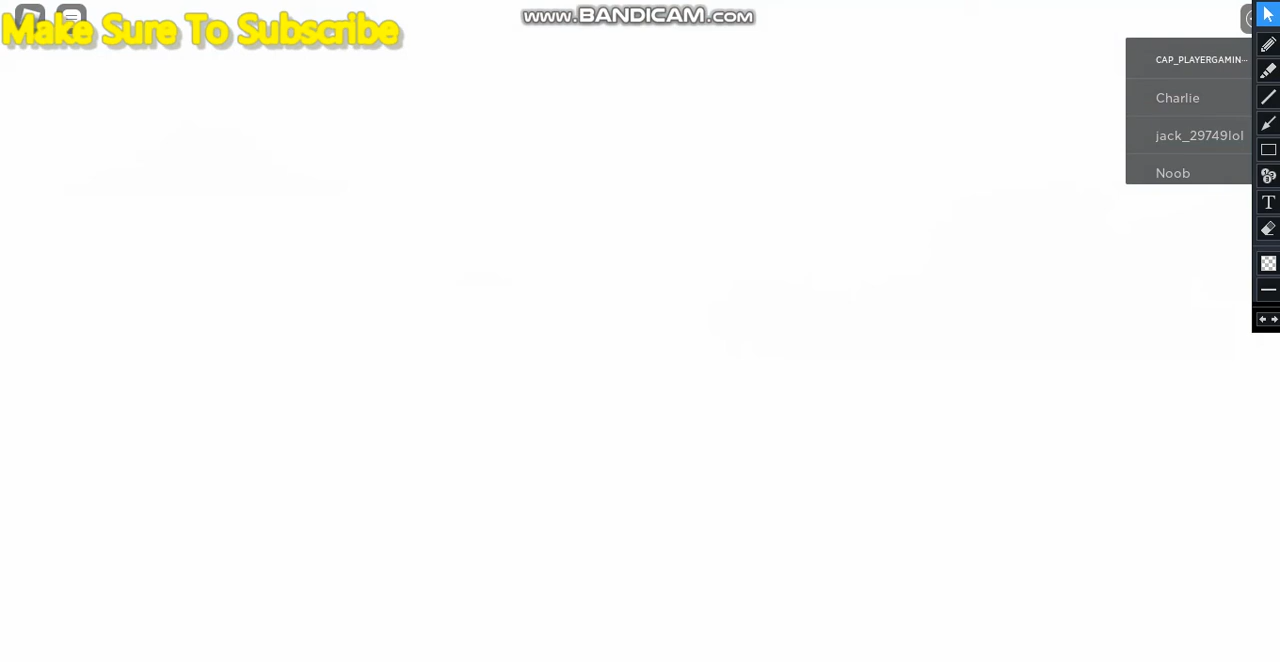 Make Sure To Subscribe
www.BANDICAM.com
CAP_PLAYERGAMIN...
Charlie
jack_29749lol
Noob
T